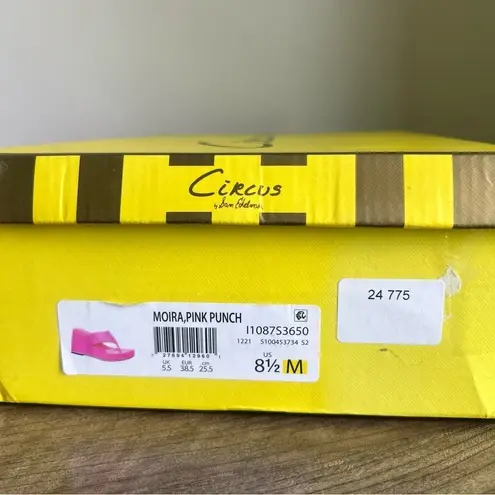 CIRCUS
by Sam Edelman
24 775
MOIRA,PINK PUNCH
I1087S3650
1221 S100453734 S2
UK EUR cm
5.5 38.5 25.5
US
8½ M